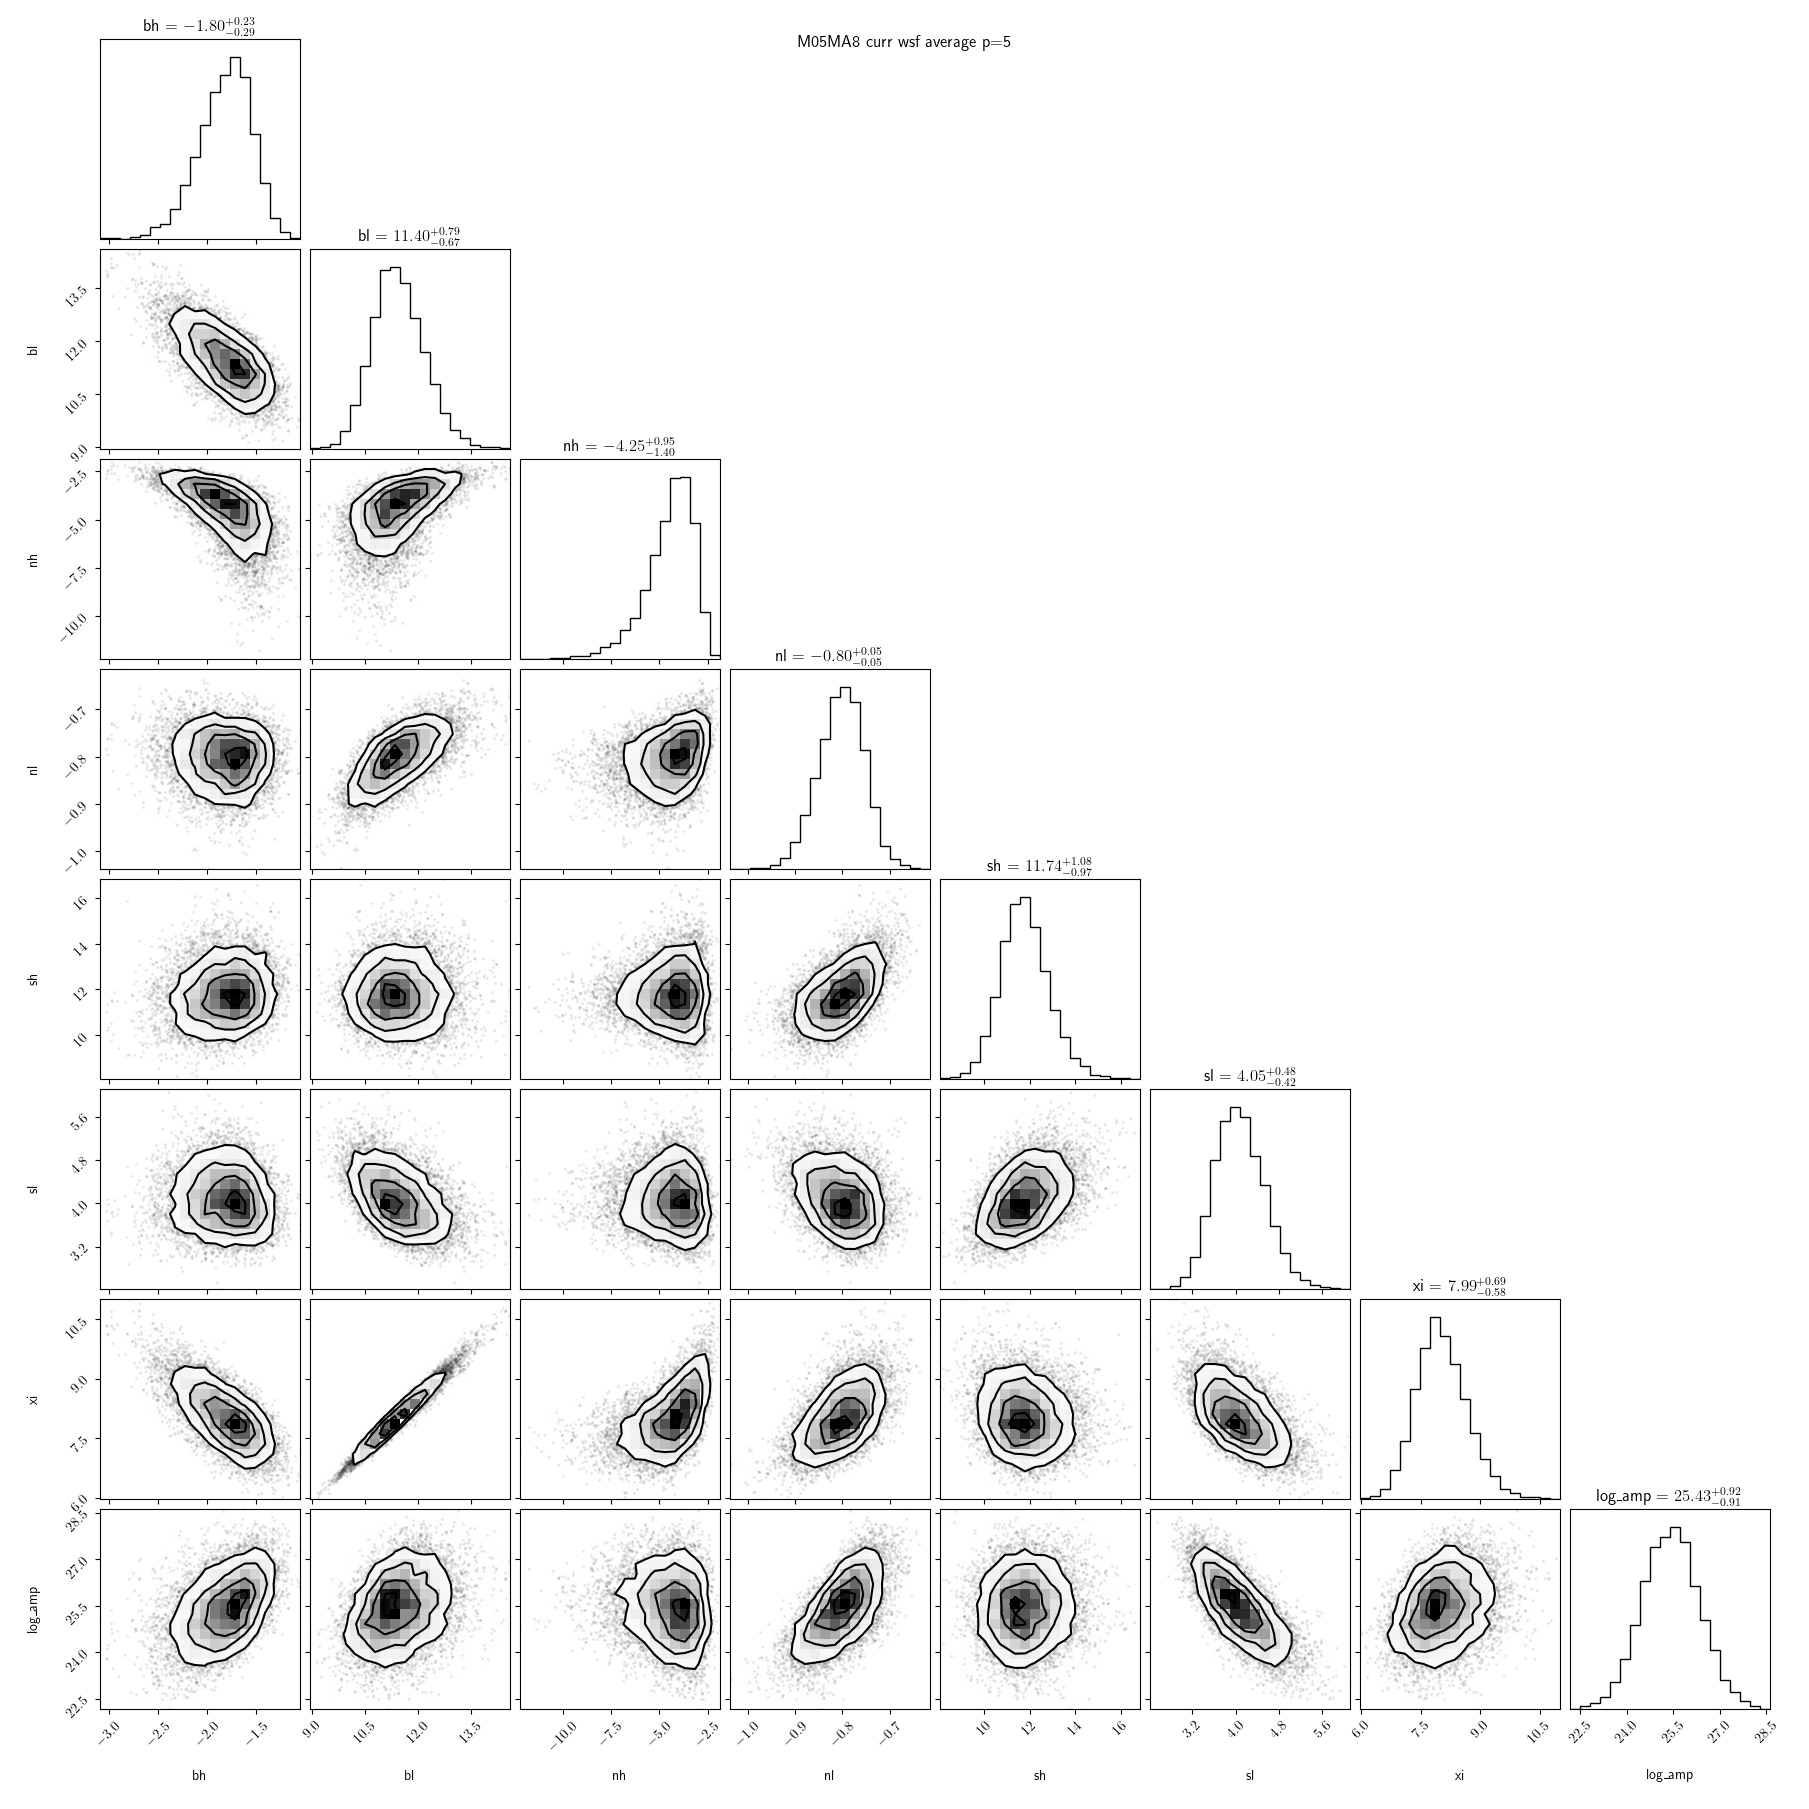 M05MA8 curr wsf average p=5
bh = −1.80+0.23−0.29
bl = 11.40+0.79−0.67
13.5
12.0
10.5
9.0
bl
nh = −4.25+0.95−1.40
−2.5
−5.0
−7.5
−10.0
nh
nl = −0.80+0.05−0.05
−0.7
−0.8
−0.9
−1.0
nl
sh = 11.74+1.08−0.97
16
14
12
10
sh
sl = 4.05+0.48−0.42
5.6
4.8
4.0
3.2
sl
xi = 7.99+0.69−0.58
10.5
9.0
7.5
6.0
xi
log_amp = 25.43+0.92−0.91
28.5
27.0
25.5
24.0
22.5
log_amp
−3.0 −2.5 −2.0 −1.5 9.0 10.5 12.0 13.5 −10.0 −7.5 −5.0 −2.5 −1.0 −0.9 −0.8 −0.7 10 12 14 16 3.2 4.0 4.8 5.6 6.0 7.5 9.0 10.5 22.5 24.0 25.5 27.0 28.5
bh bl nh nl sh sl xi log_amp